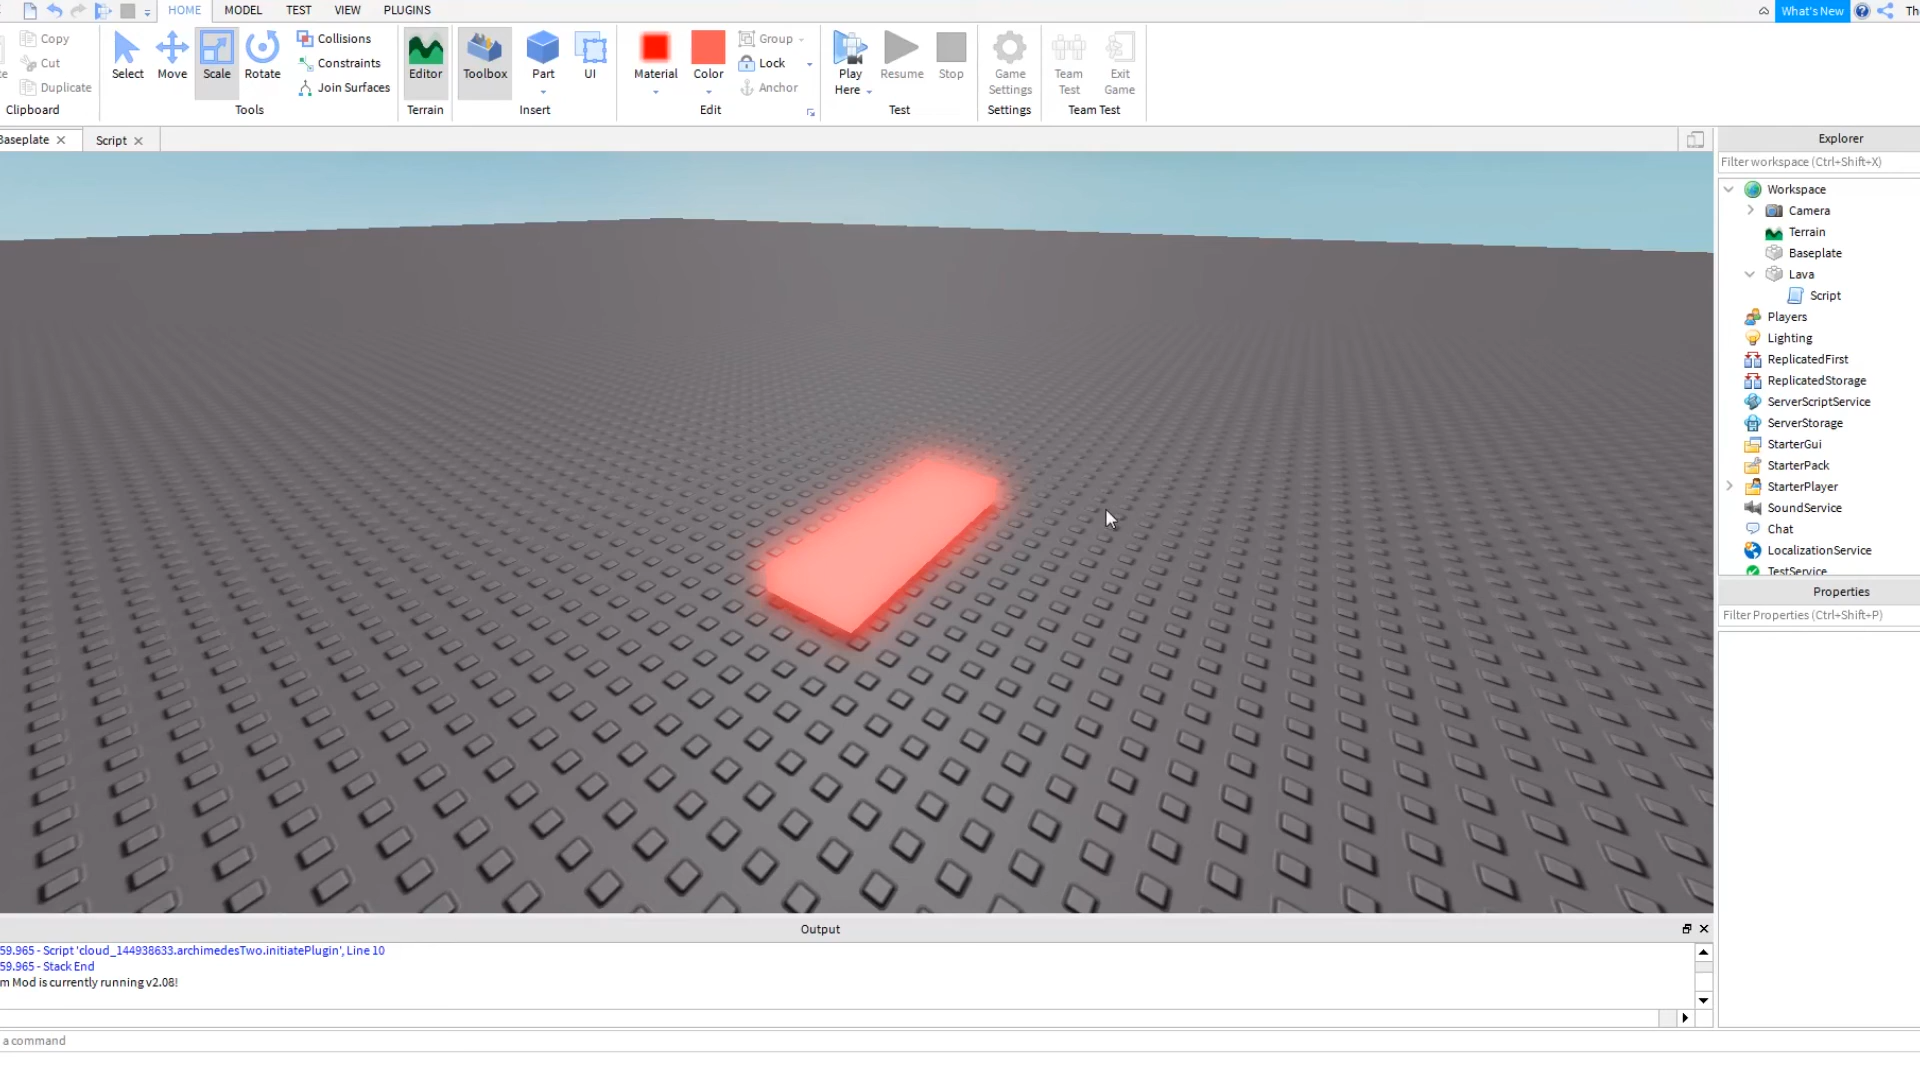 HOME MODEL TEST VIEW PLUGINS What's New Th
Copy
Cut
Duplicate
Clipboard
Select Move Scale Rotate
Collisions
Constraints
Join Surfaces
Tools
Editor
Terrain
Toolbox Part UI
Insert
Material Color
Group
Lock
Anchor
Edit
Play
Here
Resume Stop
Test
Game
Settings
Settings
Team
Test
Exit
Game
Team Test
Baseplate Script
Explorer
Filter workspace (Ctrl+Shift+X)
Workspace
Camera
Terrain
Baseplate
Lava
Script
Players
Lighting
ReplicatedFirst
ReplicatedStorage
ServerScriptService
ServerStorage
StarterGui
StarterPack
StarterPlayer
SoundService
Chat
LocalizationService
TestService
Properties
Filter Properties (Ctrl+Shift+P)
Output
59.965 - Script 'cloud_144938633.archimedesTwo.initiatePlugin', Line 10
59.965 - Stack End
m Mod is currently running v2.08!
a command